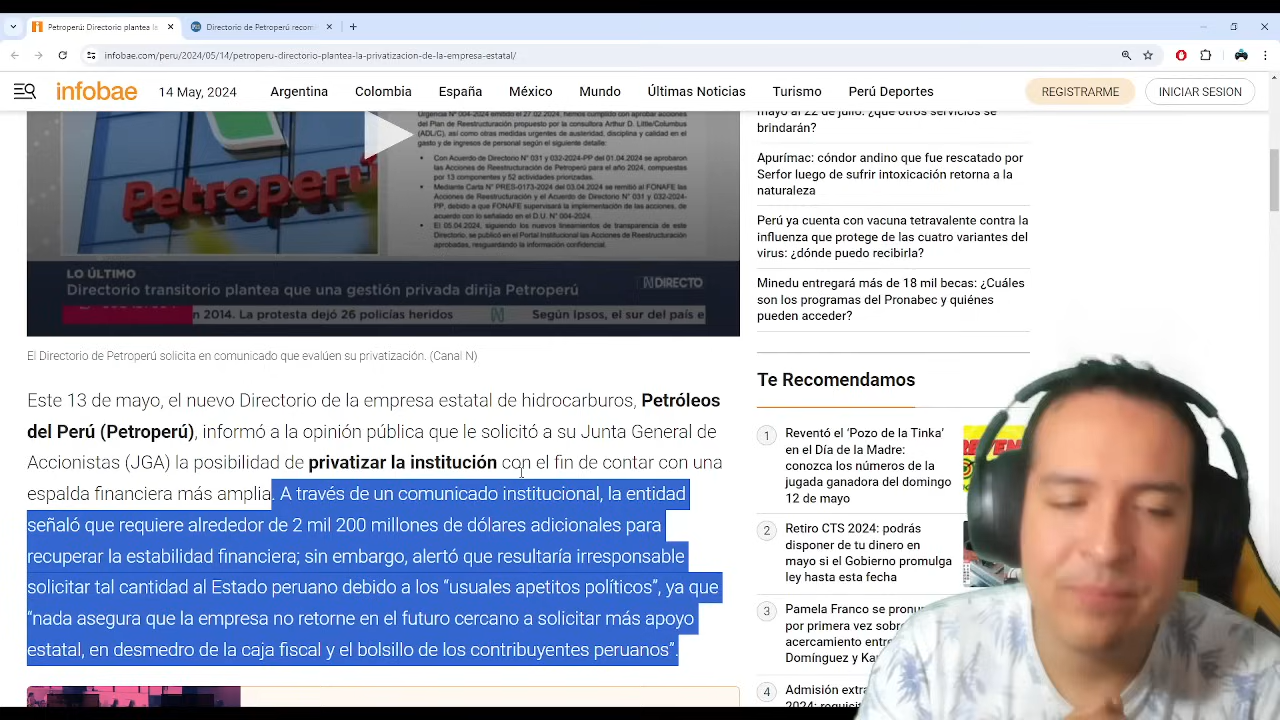 Petroperú: Directorio plantea la
Directorio de Petroperú recom
infobae.com/peru/2024/05/14/petroperu-directorio-plantea-la-privatizacion-de-la-empresa-estatal/
infobae
14 May, 2024
Argentina
Colombia
España
México
Mundo
Últimas Noticias
Turismo
Perú Deportes
REGISTRARME
INICIAR SESION
Petroperu
Urgencia N° 004-2024 emitido el 27.02.2024, hemos cumplido con aprobar acciones
del Plan de Reestructuración propuesto por la consultora Arthur D. Little/Columbus
(ADL/C), así como otras medidas urgentes de austeridad, disciplina y calidad en el
gasto y de ingresos de personal según el siguiente detalle:
• Con Acuerdo de Directorio N° 031 y 032-2024-PP del 01.04.2024 se aprobaron
las Acciones de Reestructuración de Petroperú para el año 2024, compuestas
por 13 componentes y 52 actividades priorizadas.
• Mediante Carta N° PRES-0173-2024 del 03.04.2024 se remitió al FONAFE las
Acciones de Reestructuración y el Acuerdo de Directorio N° 031 y 032-2024-
PP, debido a que FONAFE supervisará la implementación de las acciones, de
acuerdo con lo señalado en el D.U. N° 004-2024.
• El 05.04.2024, siguiendo los nuevos lineamientos de transparencia de este
Directorio, se publicó en el Portal Institucional las Acciones de Reestructuración
aprobadas, resguardando la información confidencial.
LO ÚLTIMO
Directorio transitorio plantea que una gestión privada dirija Petroperú
N DIRECTO
n 2014. La protesta dejó 26 policías heridos
Según Ipsos, el sur del país e
El Directorio de Petroperú solicita en comunicado que evalúen su privatización. (Canal N)
Este 13 de mayo, el nuevo Directorio de la empresa estatal de hidrocarburos, Petróleos
del Perú (Petroperú), informó a la opinión pública que le solicitó a su Junta General de
Accionistas (JGA) la posibilidad de privatizar la institución con el fin de contar con una
espalda financiera más amplia. A través de un comunicado institucional, la entidad
señaló que requiere alrededor de 2 mil 200 millones de dólares adicionales para
recuperar la estabilidad financiera; sin embargo, alertó que resultaría irresponsable
solicitar tal cantidad al Estado peruano debido a los “usuales apetitos políticos”, ya que
“nada asegura que la empresa no retorne en el futuro cercano a solicitar más apoyo
estatal, en desmedro de la caja fiscal y el bolsillo de los contribuyentes peruanos”.
mayo al 22 de julio: ¿qué otros servicios se
brindarán?
Apurímac: cóndor andino que fue rescatado por
Serfor luego de sufrir intoxicación retorna a la
naturaleza
Perú ya cuenta con vacuna tetravalente contra la
influenza que protege de las cuatro variantes del
virus: ¿dónde puedo recibirla?
Minedu entregará más de 18 mil becas: ¿Cuáles
son los programas del Pronabec y quiénes
pueden acceder?
Te Recomendamos
1
Reventó el ‘Pozo de la Tinka’
en el Día de la Madre:
conozca los números de la
jugada ganadora del domingo
12 de mayo
2
Retiro CTS 2024: podrás
disponer de tu dinero en
mayo si el Gobierno promulga
ley hasta esta fecha
3
Pamela Franco se pronu
por primera vez sobre
acercamiento entre
Domínguez y Ka
4
Admisión extra
2024: requisit